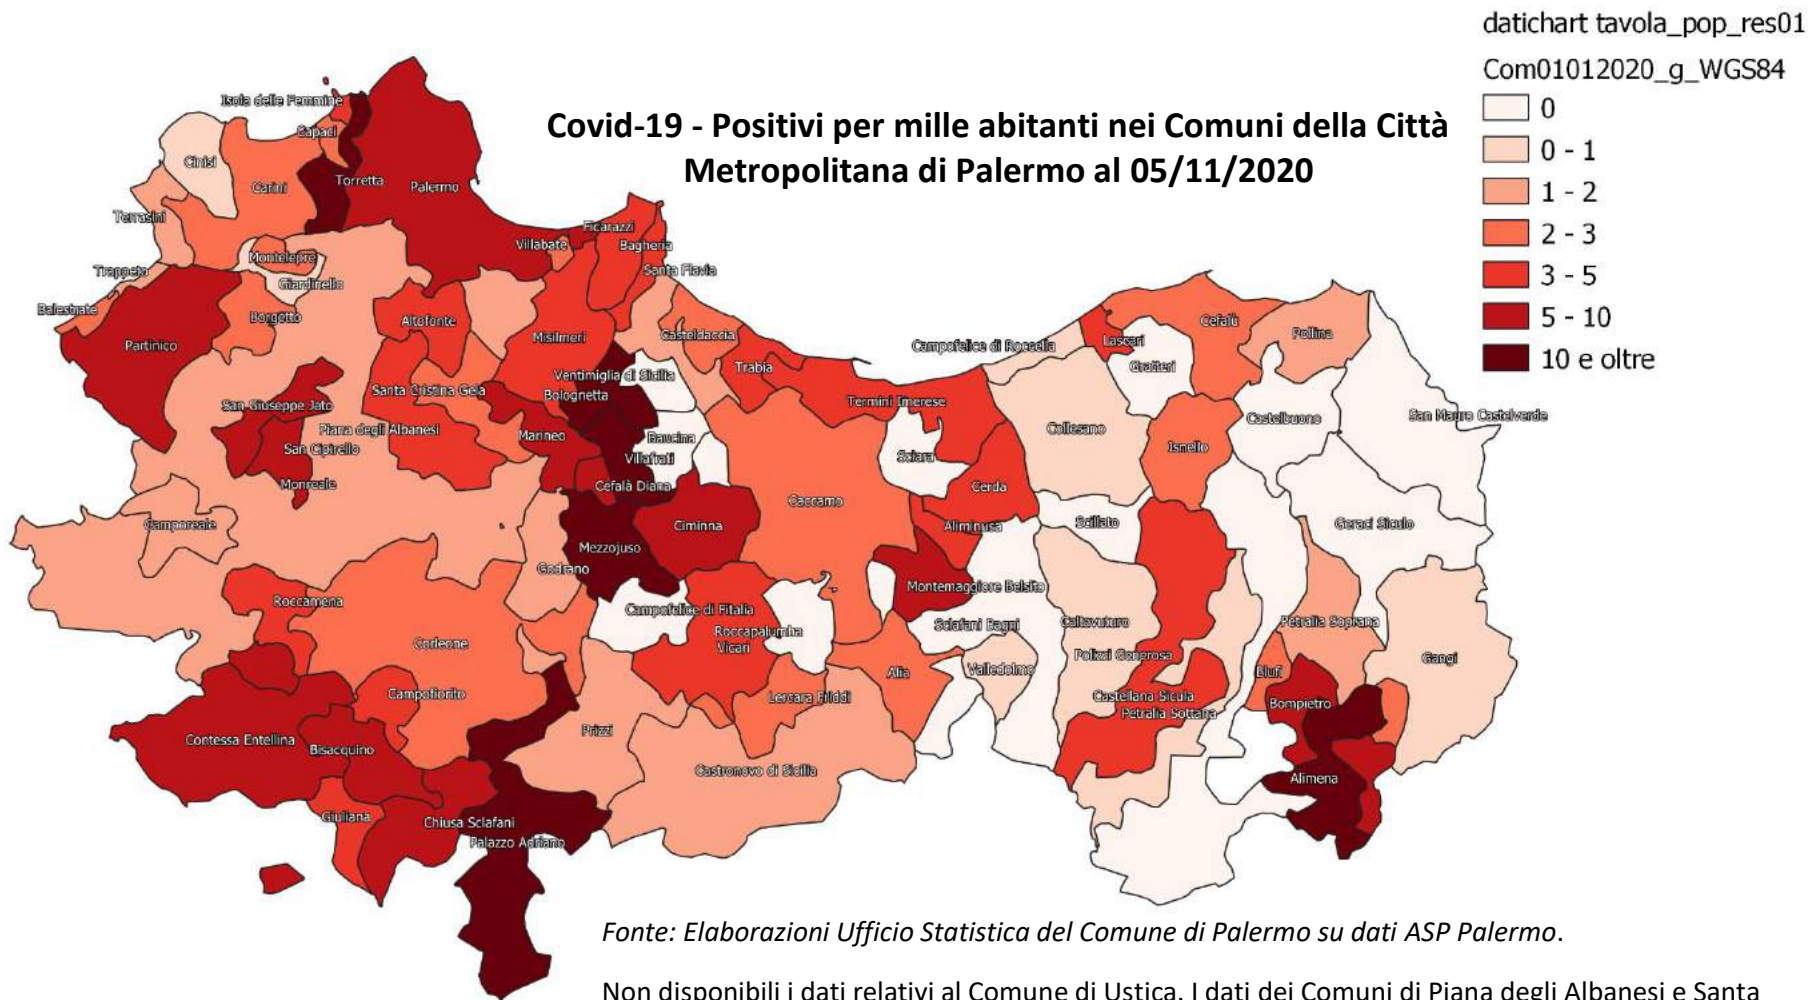 datichart tavola_pop_res01
Com01012020_g_WGS84
0
0 - 1
1 - 2
2 - 3
3 - 5
5 - 10
10 e oltre
Covid-19 - Positivi per mille abitanti nei Comuni della Città
Metropolitana di Palermo al 05/11/2020
Isola delle Femmine
Capaci
Cinisi
Carini
Torretta
Palermo
Terrasini
Villabate
Ficarazzi
Bagheria
Santa Flavia
Montelepre
Trappeto
Giardinello
Balestrate
Borgetto
Altofonte
Partinico
Misilmeri
Casteldaccia
Campofelice di Roccella
Lascari
Cefalù
Pollina
Gratteri
Trabia
Ventimiglia di Sicilia
Santa Cristina Gela
Bolognetta
Termini Imerese
San Giuseppe Jato
Piana degli Albanesi
Marineo
Baucina
Collesano
Castelbuono
San Mauro Castelverde
San Cipirello
Villafrati
Sciara
Isnello
Monreale
Cefalà Diana
Cerda
Caccamo
Camporeale
Ciminna
Aliminusa
Scillato
Geraci Siculo
Mezzojuso
Godrano
Montemaggiore Belsito
Roccamena
Campofelice di Fitalia
Sclafani Bagni
Caltavuturo
Petralia Soprana
Corleone
Roccapalumba
Vicari
Polizzi Generosa
Gangi
Valledolmo
Alia
Blufi
Campofiorito
Lercara Friddi
Castellana Sicula
Bompietro
Petralia Sottana
Contessa Entellina
Bisacquino
Prizzi
Castronovo di Sicilia
Alimena
Giuliana
Chiusa Sclafani
Palazzo Adriano
Fonte: Elaborazioni Ufficio Statistica del Comune di Palermo su dati ASP Palermo.
Non disponibili i dati relativi al Comune di Ustica. I dati dei Comuni di Piana degli Albanesi e Santa